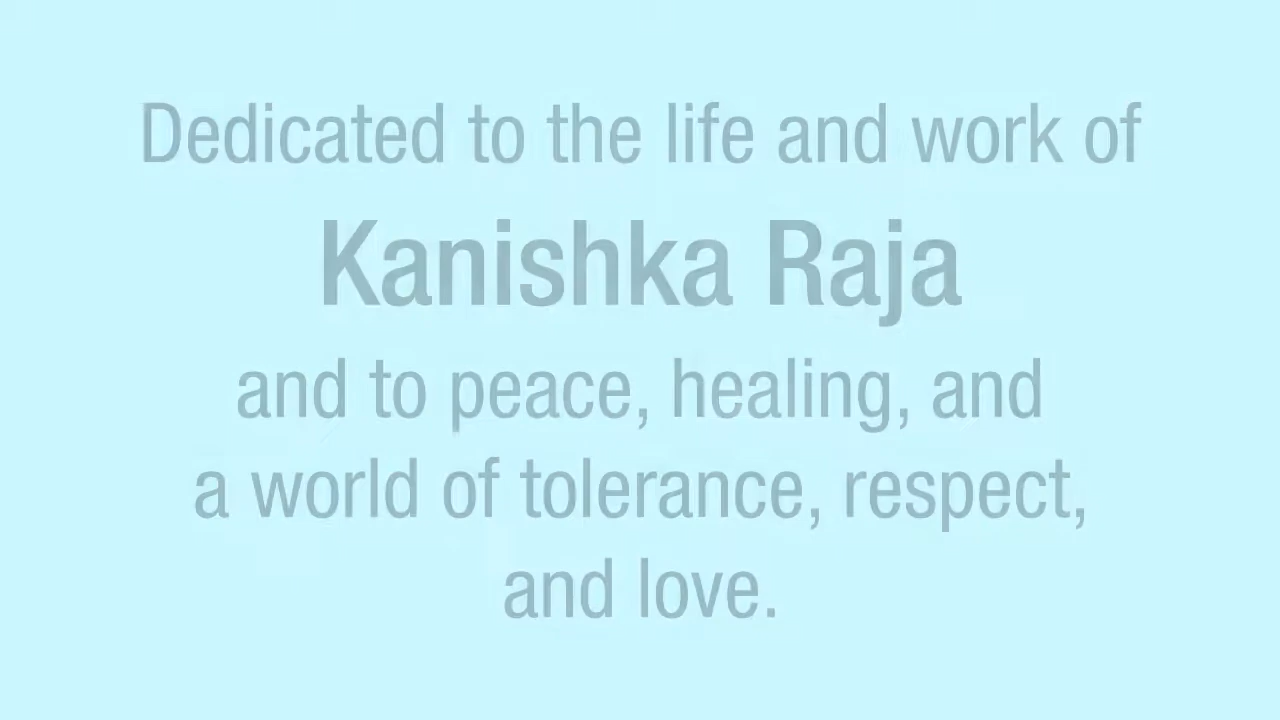 Dedicated to the life and work of
Kanishka Raja
and to peace, healing, and
a world of tolerance, respect,
and love.